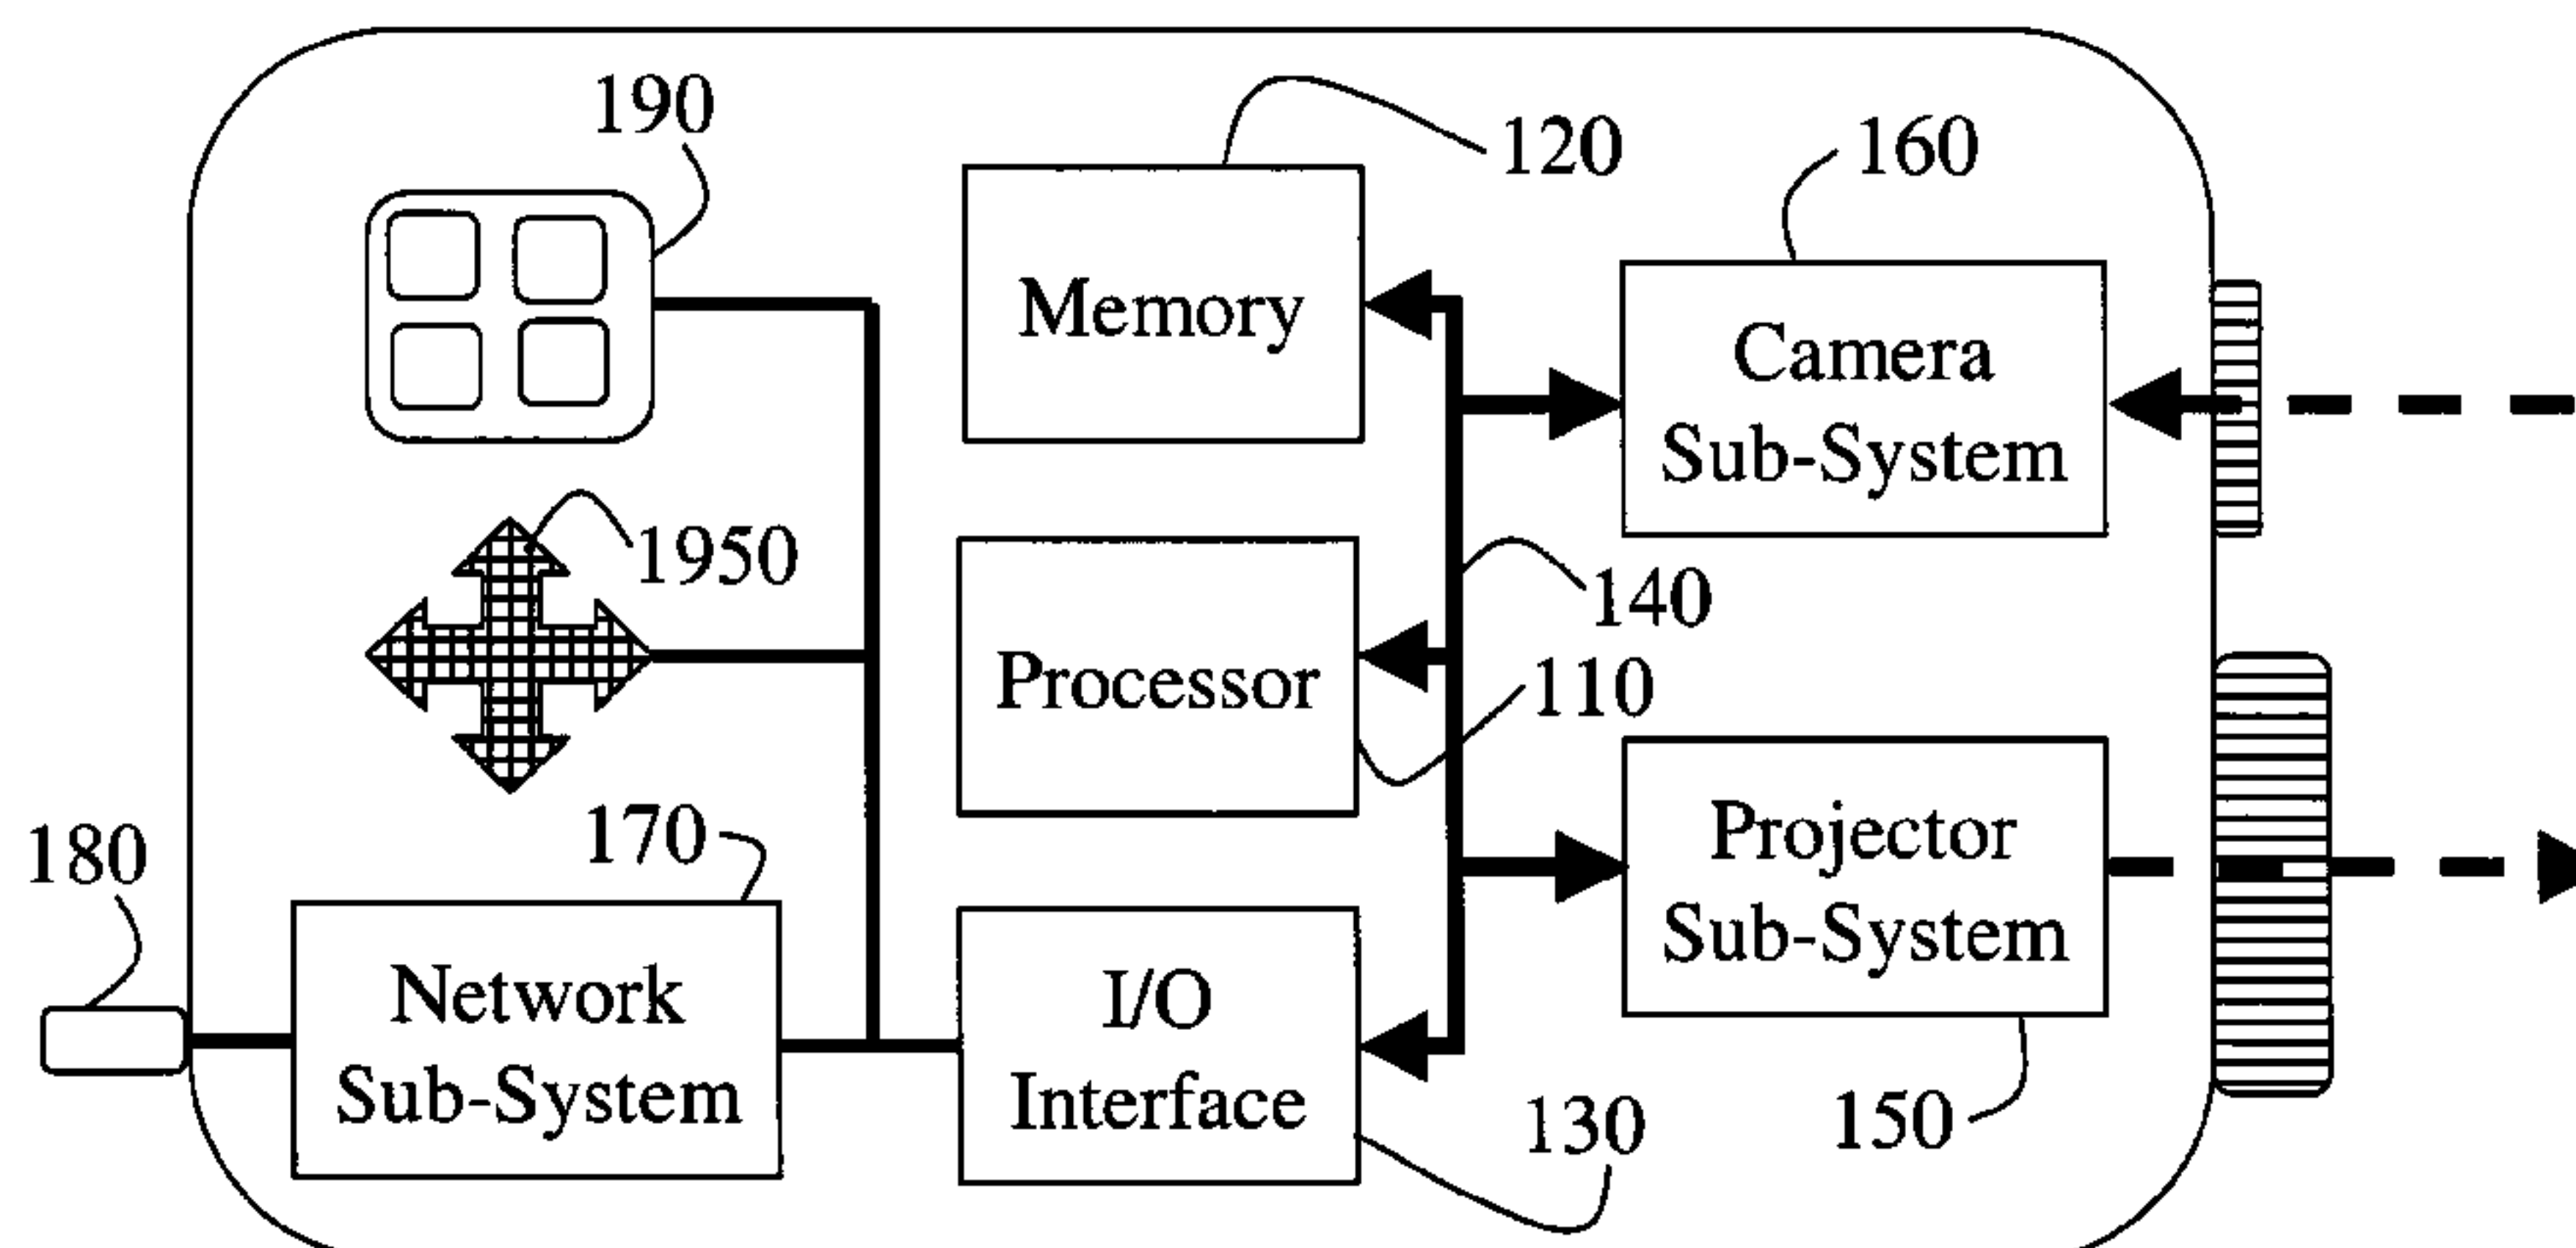 190
120
160
Memory
Camera
Sub-System
1950
140
Processor
110
180
170
Projector
Sub-System
Network
Sub-System
I/O
Interface
130
150